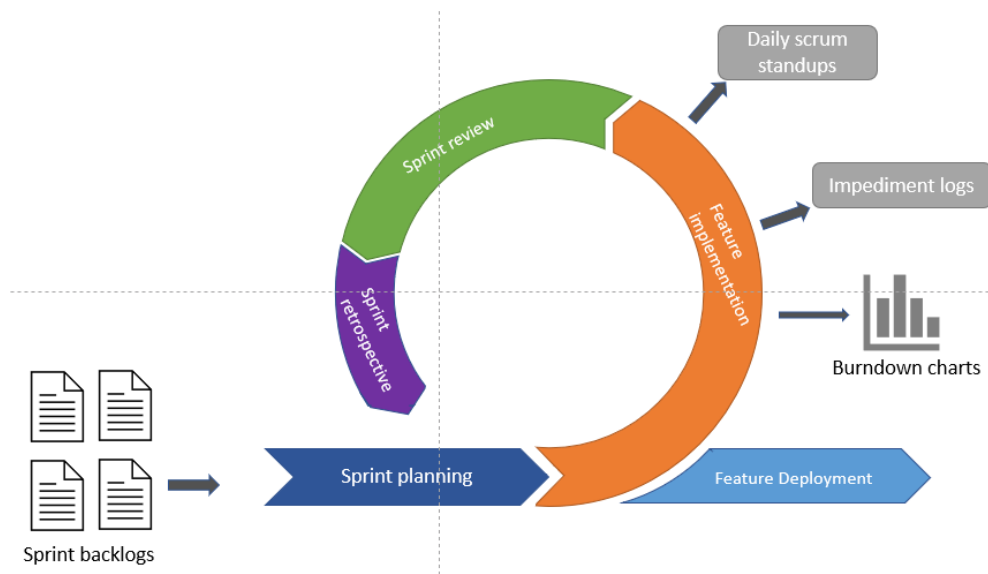 Daily scrum
standups
Sprint review
Impediment logs
Feature
implementation
Sprint
retrospective
Burndown charts
Sprint planning
Feature Deployment
Sprint backlogs